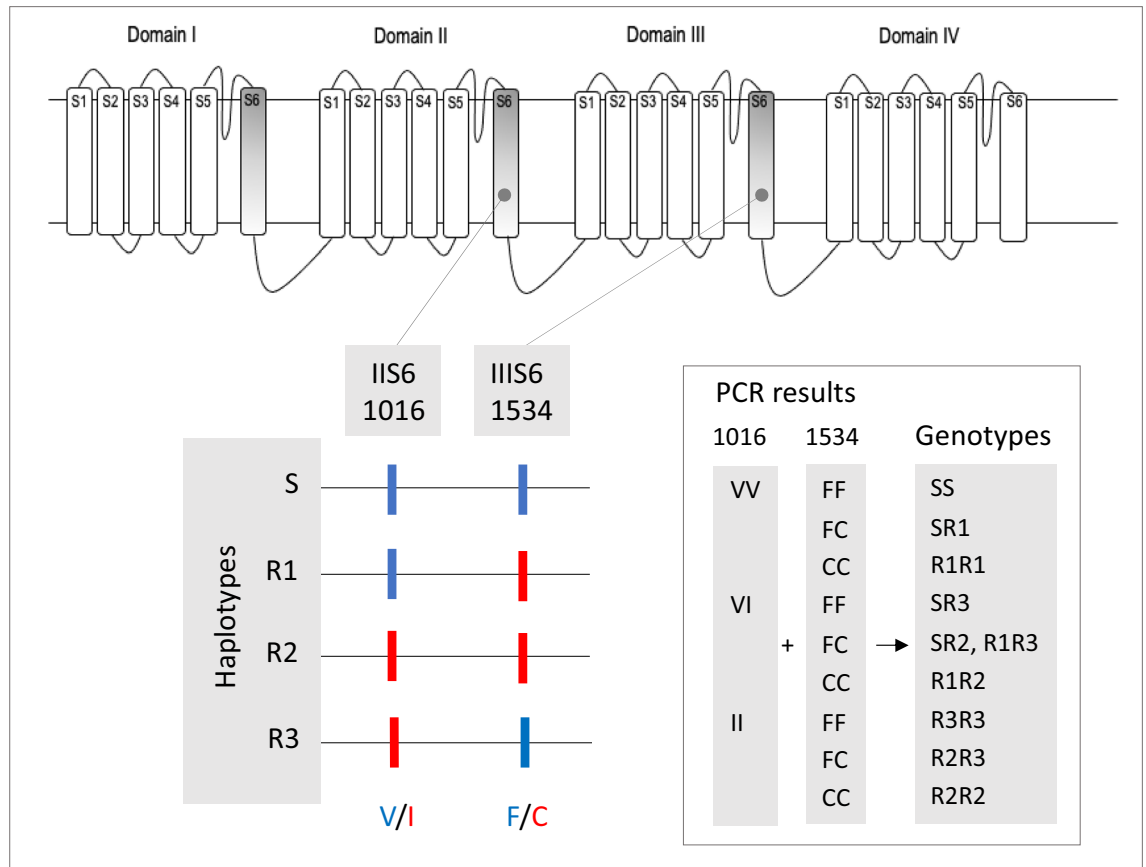 Domain I Domain II Domain III Domain IV
S1 S2 S3 S4 S5 S6 S1 S2 S3 S4 S5 S6 S1 S2 S3 S4 S5 S6 S1 S2 S3 S4 S5 S6
IIS6 IIIS6
1016 1534
Haplotypes
S
R1
R2
R3
V/I F/C
PCR results
1016 1534 Genotypes
VV FF SS
FC SR1
CC R1R1
VI FF SR3
+ FC → SR2, R1R3
CC R1R2
II FF R3R3
FC R2R3
CC R2R2